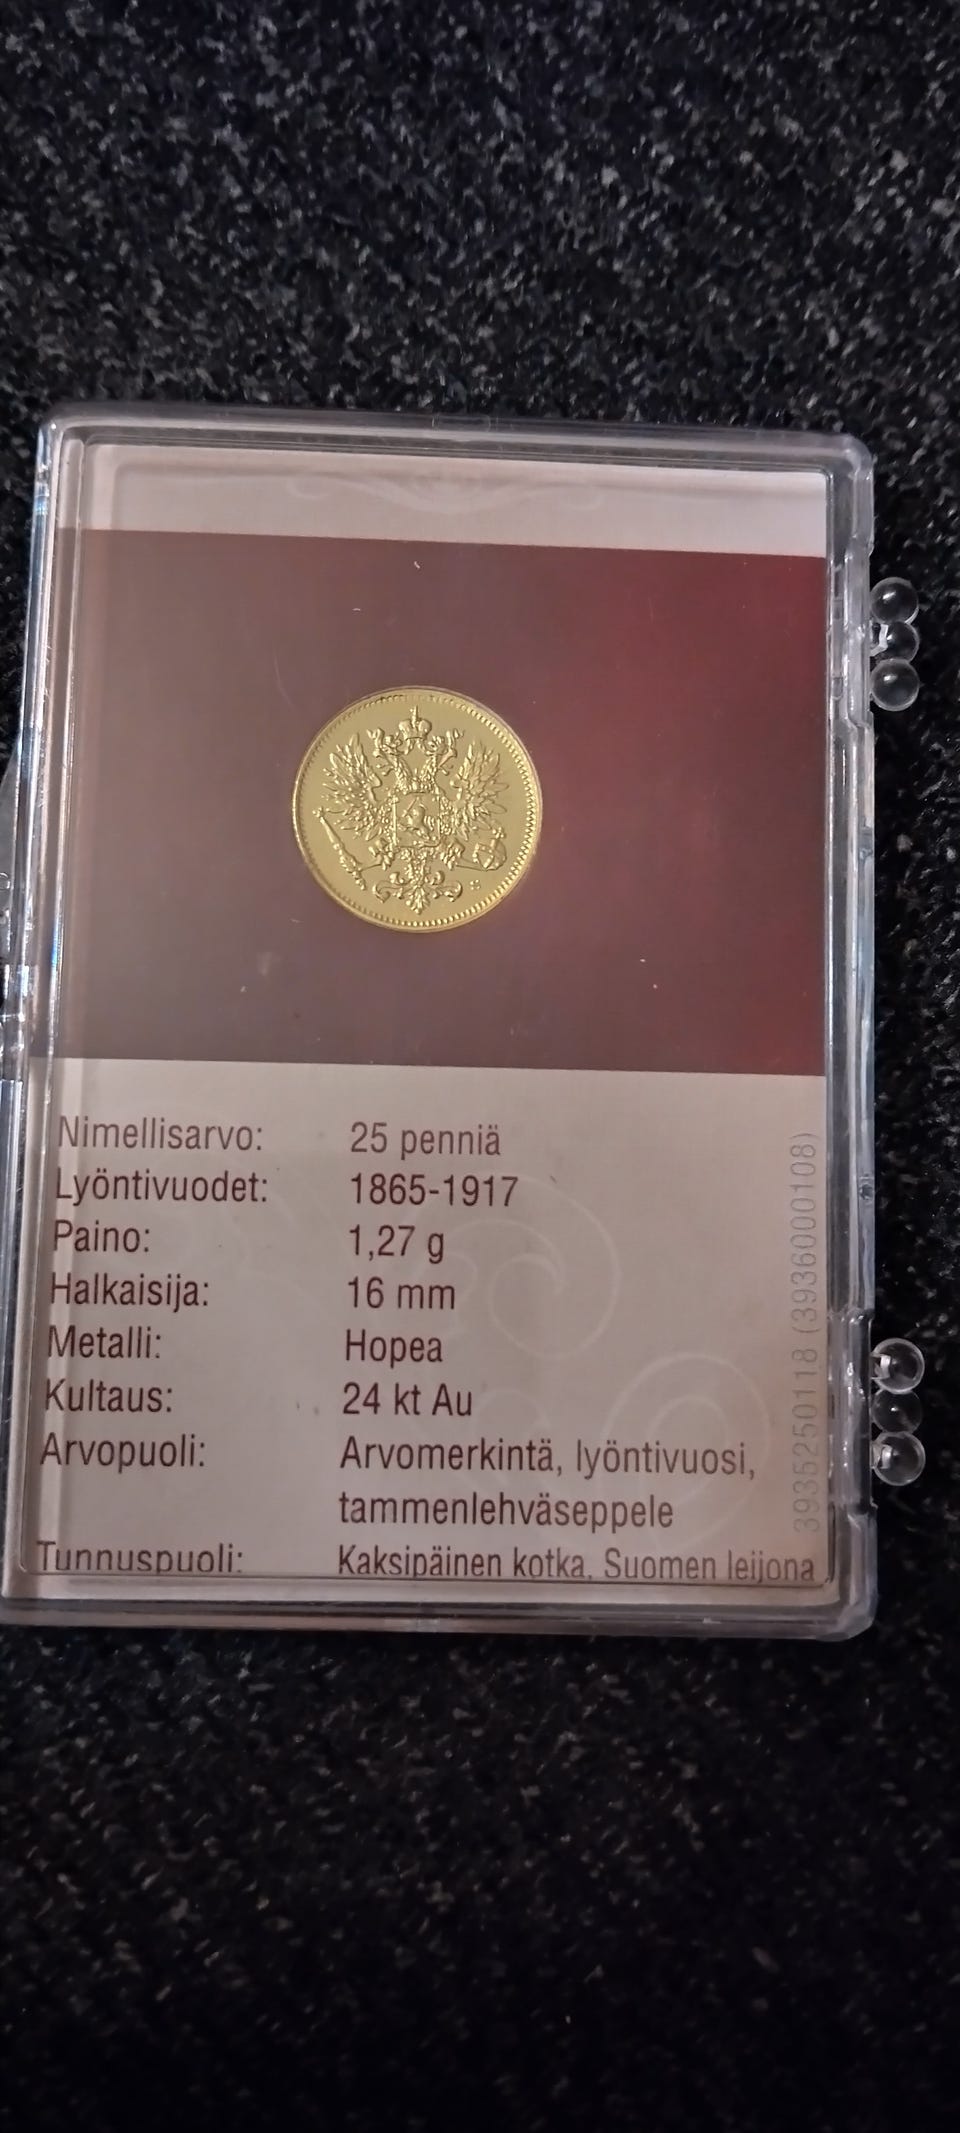 Nimellisarvo: 25 penniä
Lyöntivuodet: 1865-1917
Paino: 1,27 g
Halkaisija: 16 mm
Metalli: Hopea
Kultaus: 24 kt Au
Arvopuoli: Arvomerkintä, lyöntivuosi,
tammenlehväseppele
Tunnuspuoli: Kaksipäinen kotka, Suomen leijona
3935250118 (3936000108)